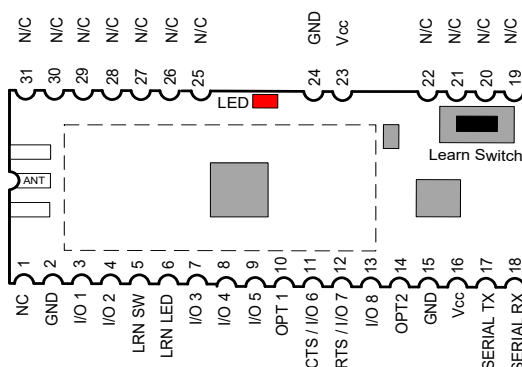 N/C N/C N/C N/C N/C N/C N/C GND Vcc N/C N/C N/C N/C
31 30 29 28 27 26 25 24 23 22 21 20 19
LED
Learn Switch
ANT
1 2 3 4 5 6 7 8 9 10 11 12 13 14 15 16 17 18
NC
GND
I/O 1
I/O 2
LRN SW
LRN LED
I/O 3
I/O 4
I/O 5
OPT 1
CTS / I/O 6
RTS / I/O 7
I/O 8
OPT2
GND
Vcc
SERIAL TX
SERIAL RX